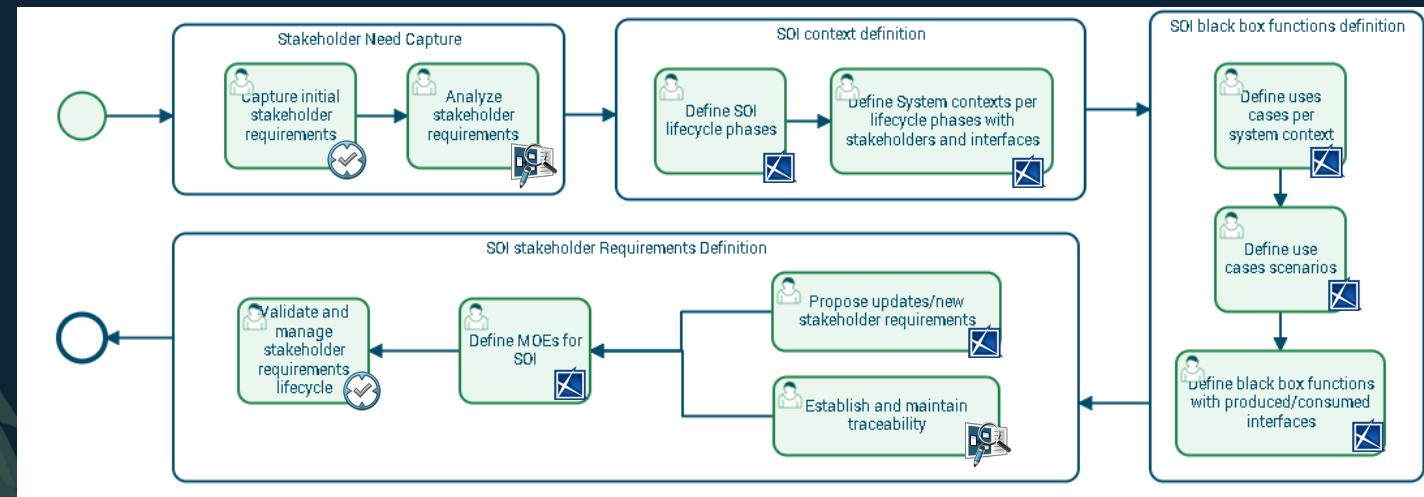 Stakeholder Need Capture
Capture initial
stakeholder
requirements
Analyze
stakeholder
requirements
SOI context definition
Define SOI
lifecycle phases
Define System contexts per
lifecycle phases with
stakeholders and interfaces
SOI black box functions definition
Define uses
cases per
system context
Define use
cases scenarios
Define black box functions
with produced/consumed
interfaces
SOI stakeholder Requirements Definition
Propose updates/new
stakeholder requirements
Establish and maintain
traceability
Define MOEs for
SOI
Validate and
manage
stakeholder
requirements
lifecycle